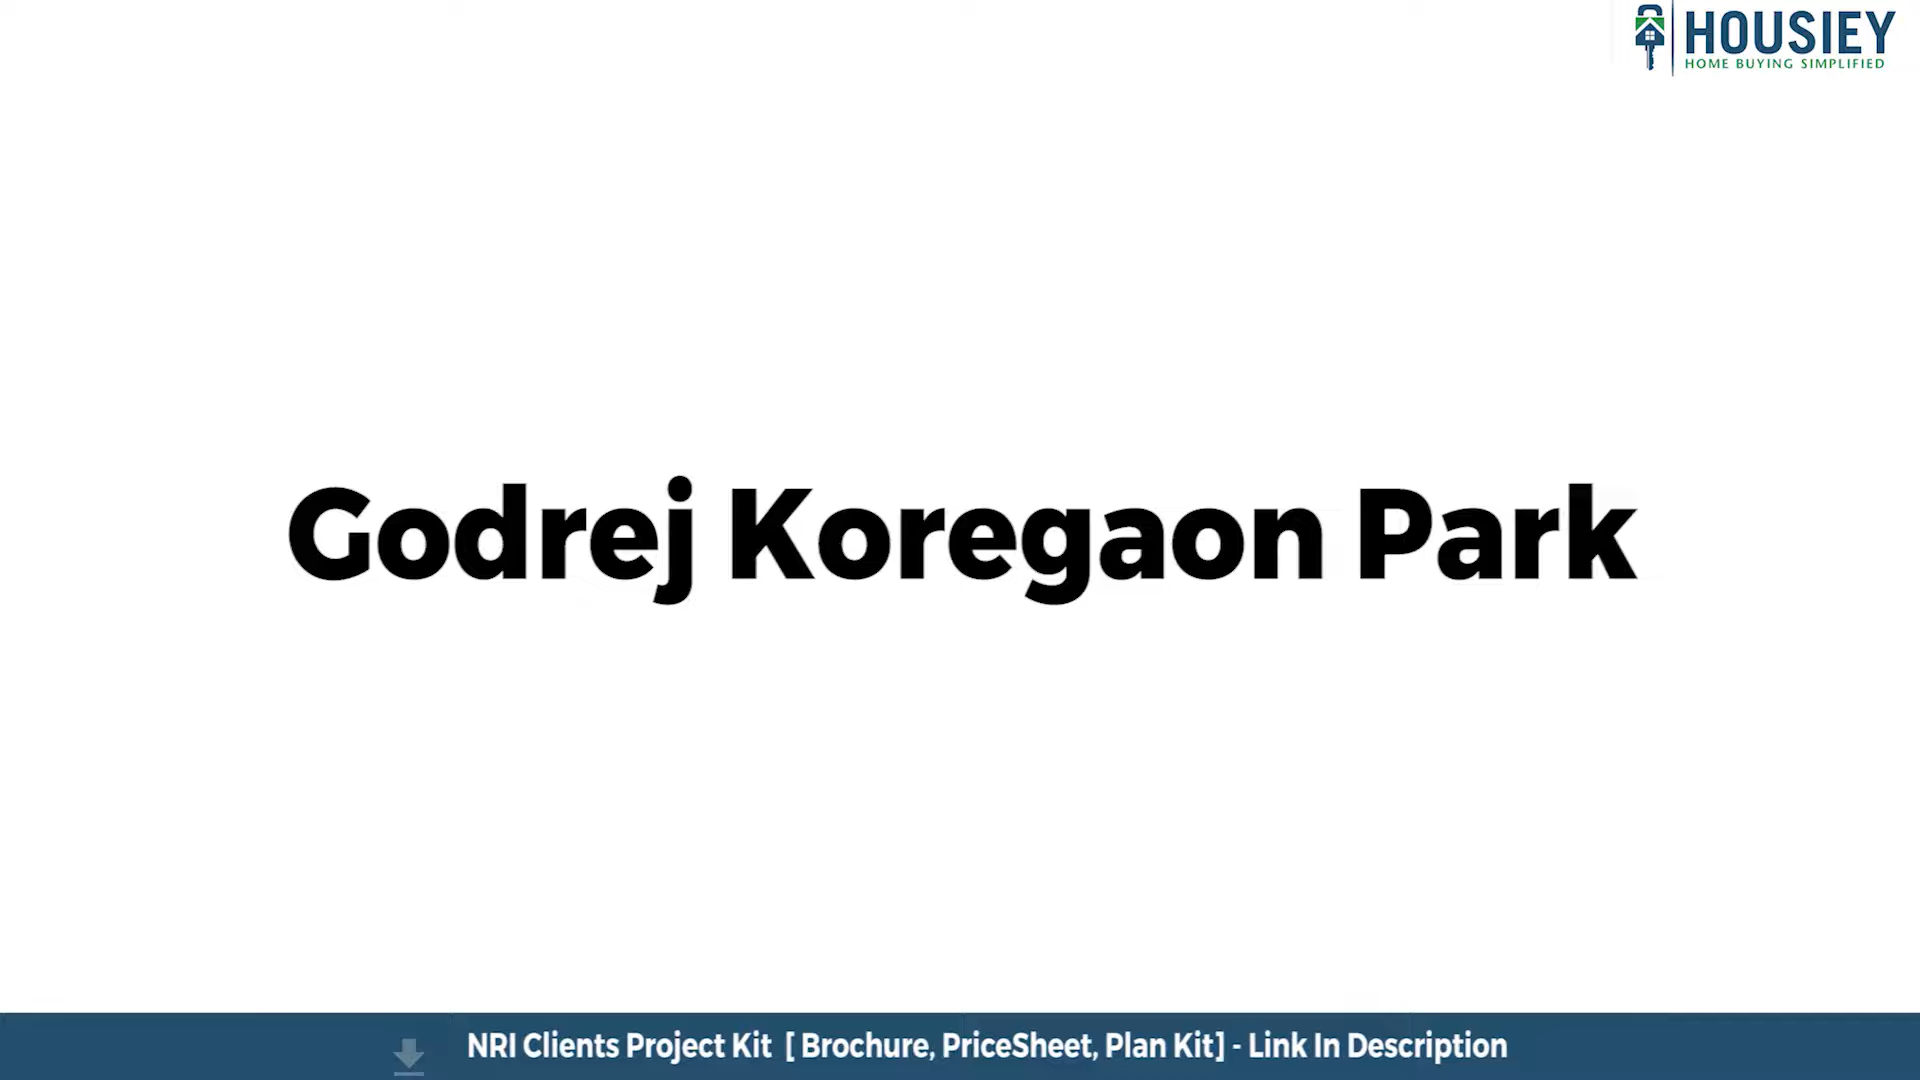 HOUSIEY
HOME BUYING SIMPLIFIED
Godrej Koregaon Park
NRI Clients Project Kit [ Brochure, PriceSheet, Plan Kit] - Link In Description